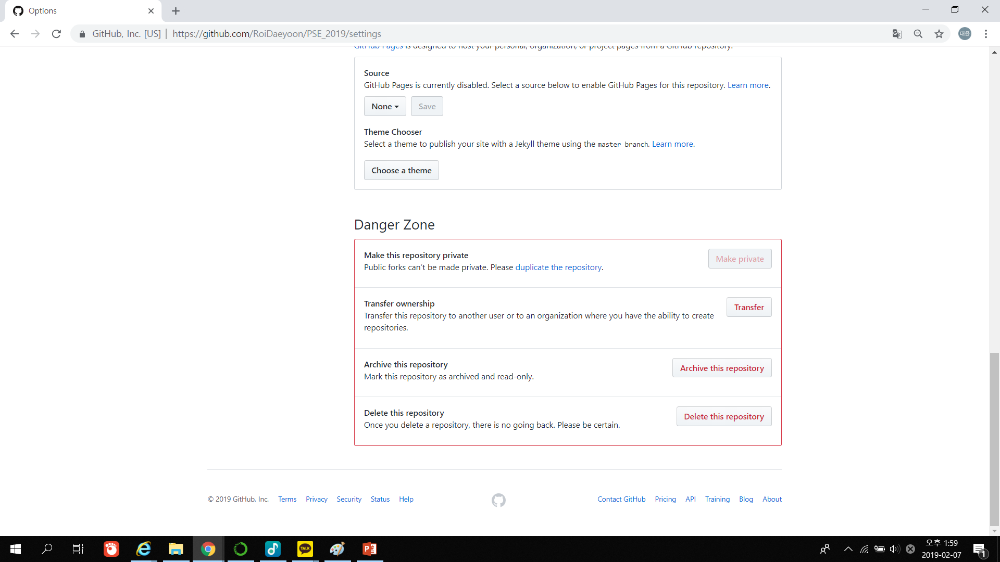 Options
GitHub, Inc. [US] | https://github.com/RoiDaeyoon/PSE_2019/settings
대윤
GitHub Pages is designed to host your personal, organization, or project pages from a GitHub repository.
Source
GitHub Pages is currently disabled. Select a source below to enable GitHub Pages for this repository. Learn more.
None Save
Theme Chooser
Select a theme to publish your site with a Jekyll theme using the master branch. Learn more.
Choose a theme
Danger Zone
Make this repository private
Public forks can't be made private. Please duplicate the repository.
Make private
Transfer ownership
Transfer this repository to another user or to an organization where you have the ability to create
repositories.
Transfer
Archive this repository
Mark this repository as archived and read-only.
Archive this repository
Delete this repository
Once you delete a repository, there is no going back. Please be certain.
Delete this repository
© 2019 GitHub, Inc. Terms Privacy Security Status Help
Contact GitHub Pricing API Training Blog About
TALK
오후 1:59
2019-02-07
1